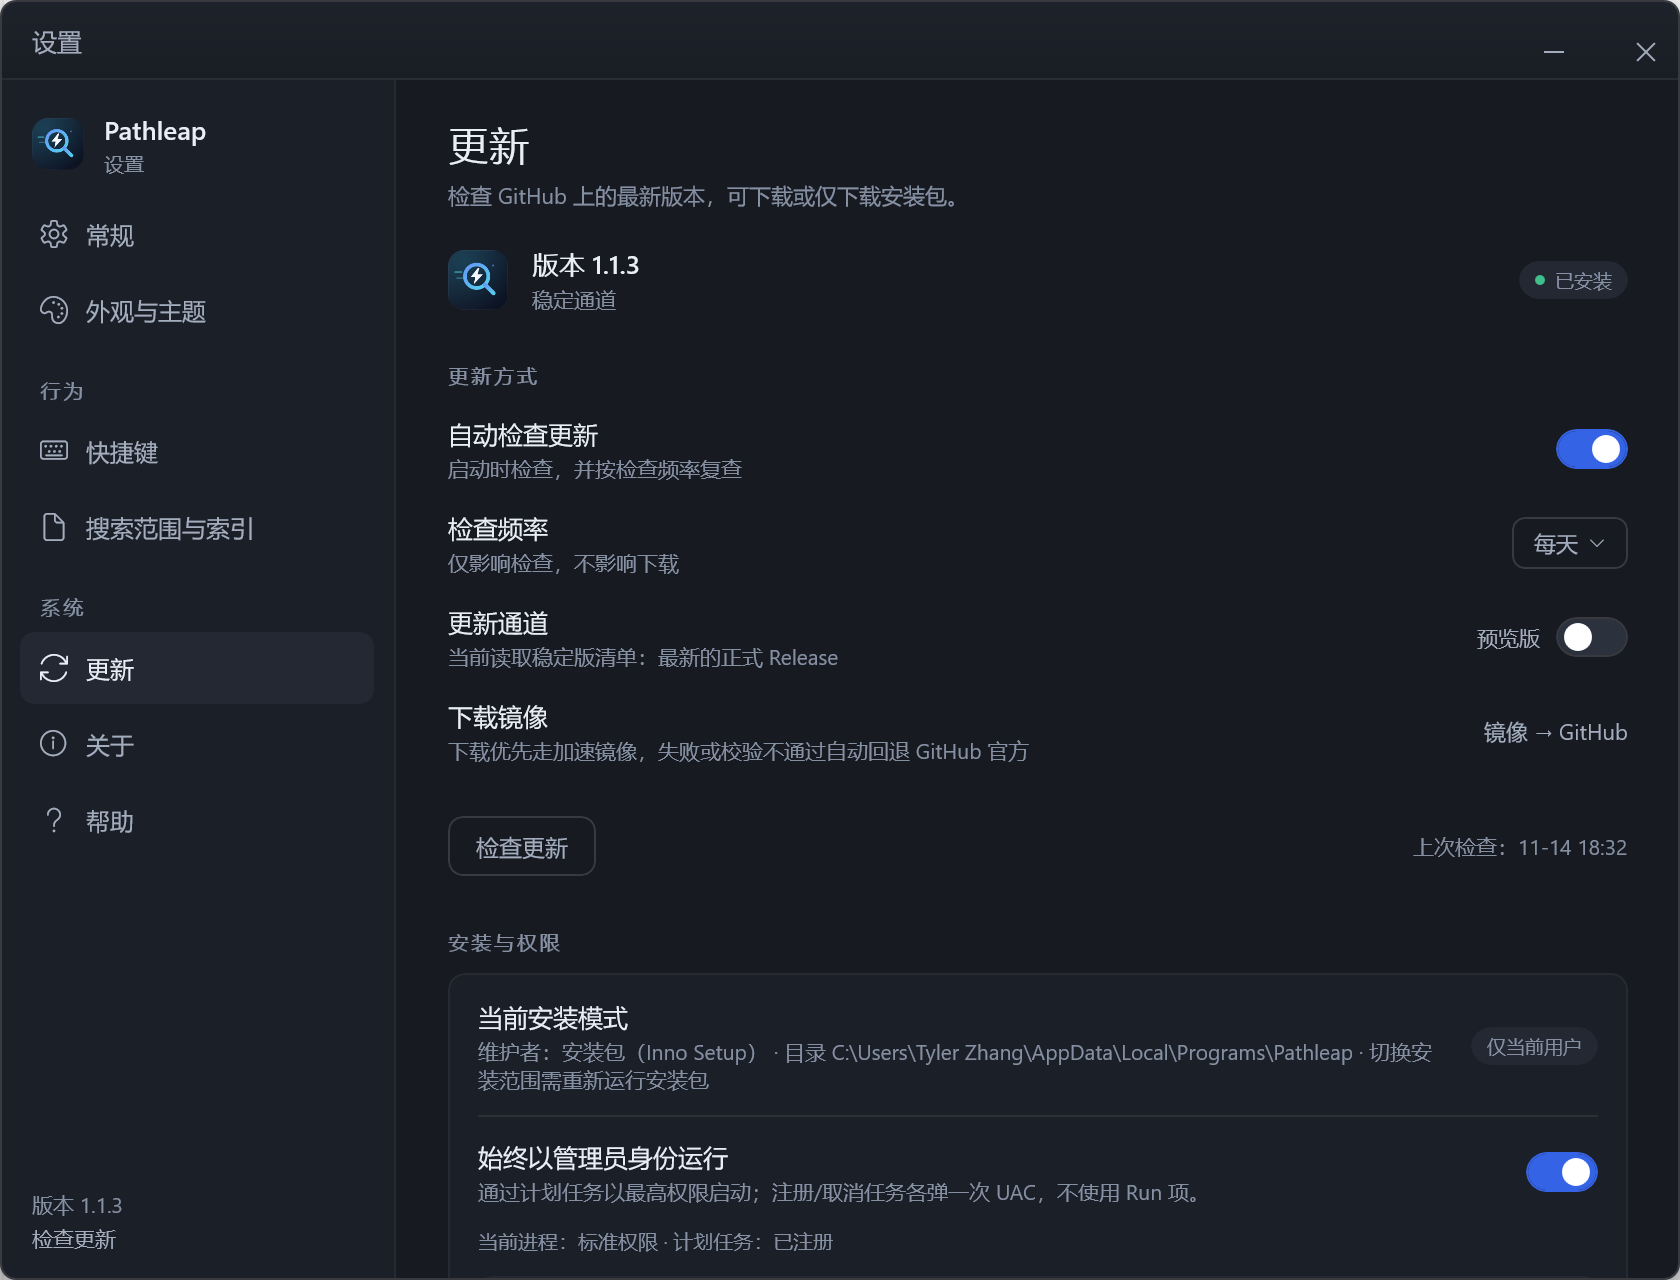 设置
Pathleap
设置
常规
外观与主题
行为
快捷键
搜索范围与索引
系统
更新
关于
帮助
版本 1.1.3
检查更新
更新
检查 GitHub 上的最新版本，可下载或仅下载安装包。
版本 1.1.3
稳定通道
已安装
更新方式
自动检查更新
启动时检查，并按检查频率复查
检查频率
仅影响检查，不影响下载
每天
更新通道
当前读取稳定版清单：最新的正式 Release
预览版
下载镜像
下载优先走加速镜像，失败或校验不通过自动回退 GitHub 官方
镜像 → GitHub
检查更新
上次检查：11-14 18:32
安装与权限
当前安装模式
维护者：安装包（Inno Setup） · 目录 C:\Users\Tyler Zhang\AppData\Local\Programs\Pathleap · 切换安
装范围需重新运行安装包
仅当前用户
始终以管理员身份运行
通过计划任务以最高权限启动；注册/取消任务各弹一次 UAC，不使用 Run 项。
当前进程：标准权限 · 计划任务：已注册